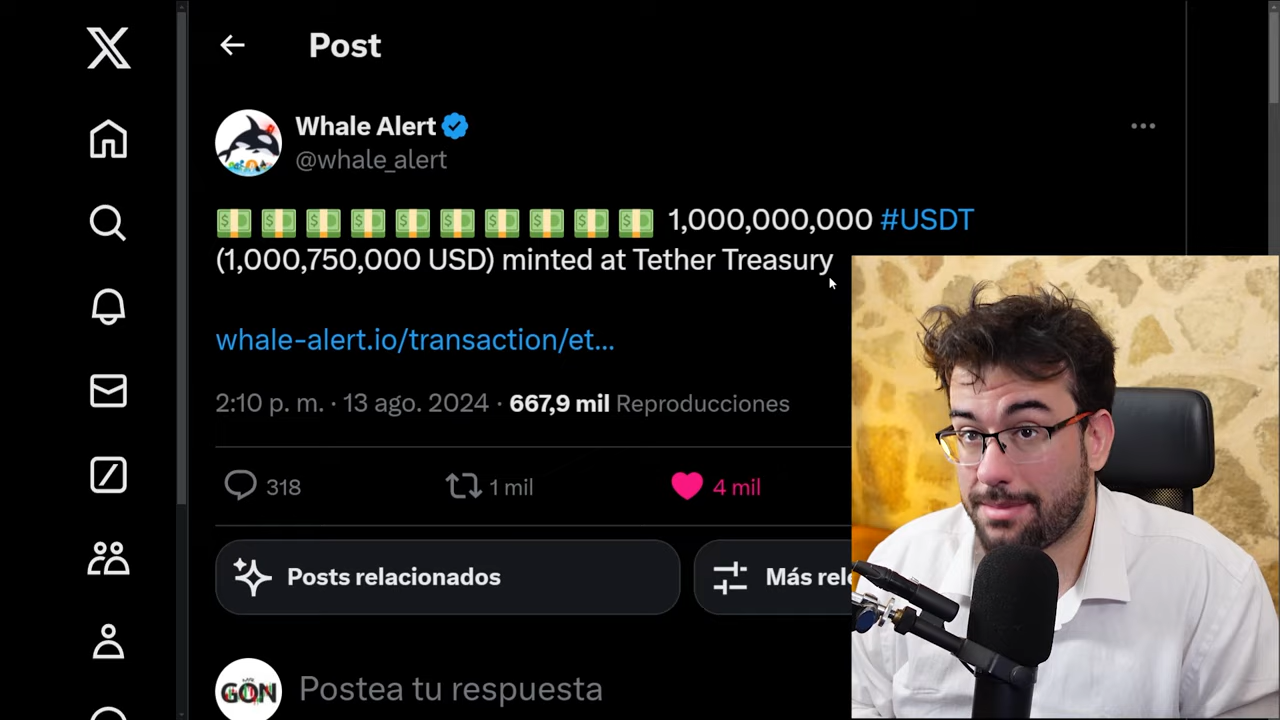 Post
Whale Alert
@whale_alert
1,000,000,000 #USDT
(1,000,750,000 USD) minted at Tether Treasury
whale-alert.io/transaction/et...
2:10 p. m. · 13 ago. 2024 · 667,9 mil Reproducciones
318 1 mil 4 mil
Posts relacionados Más rele
GON Postea tu respuesta